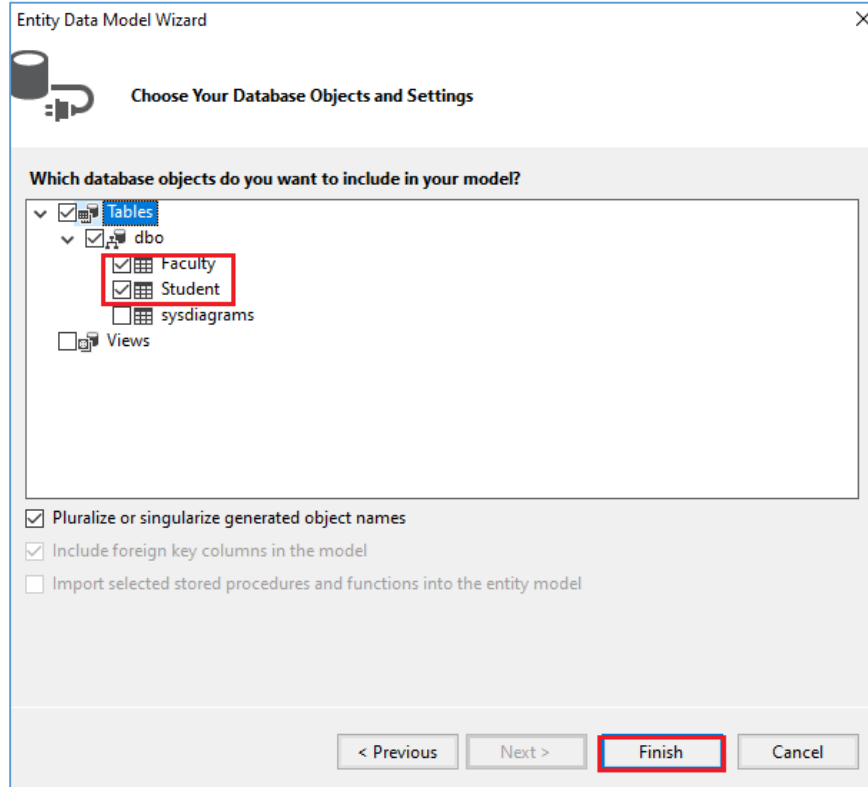 Entity Data Model Wizard
Choose Your Database Objects and Settings
Which database objects do you want to include in your model?
Tables
dbo
Faculty
Student
sysdiagrams
Views
Pluralize or singularize generated object names
Include foreign key columns in the model
Import selected stored procedures and functions into the entity model
< Previous Next > Finish Cancel